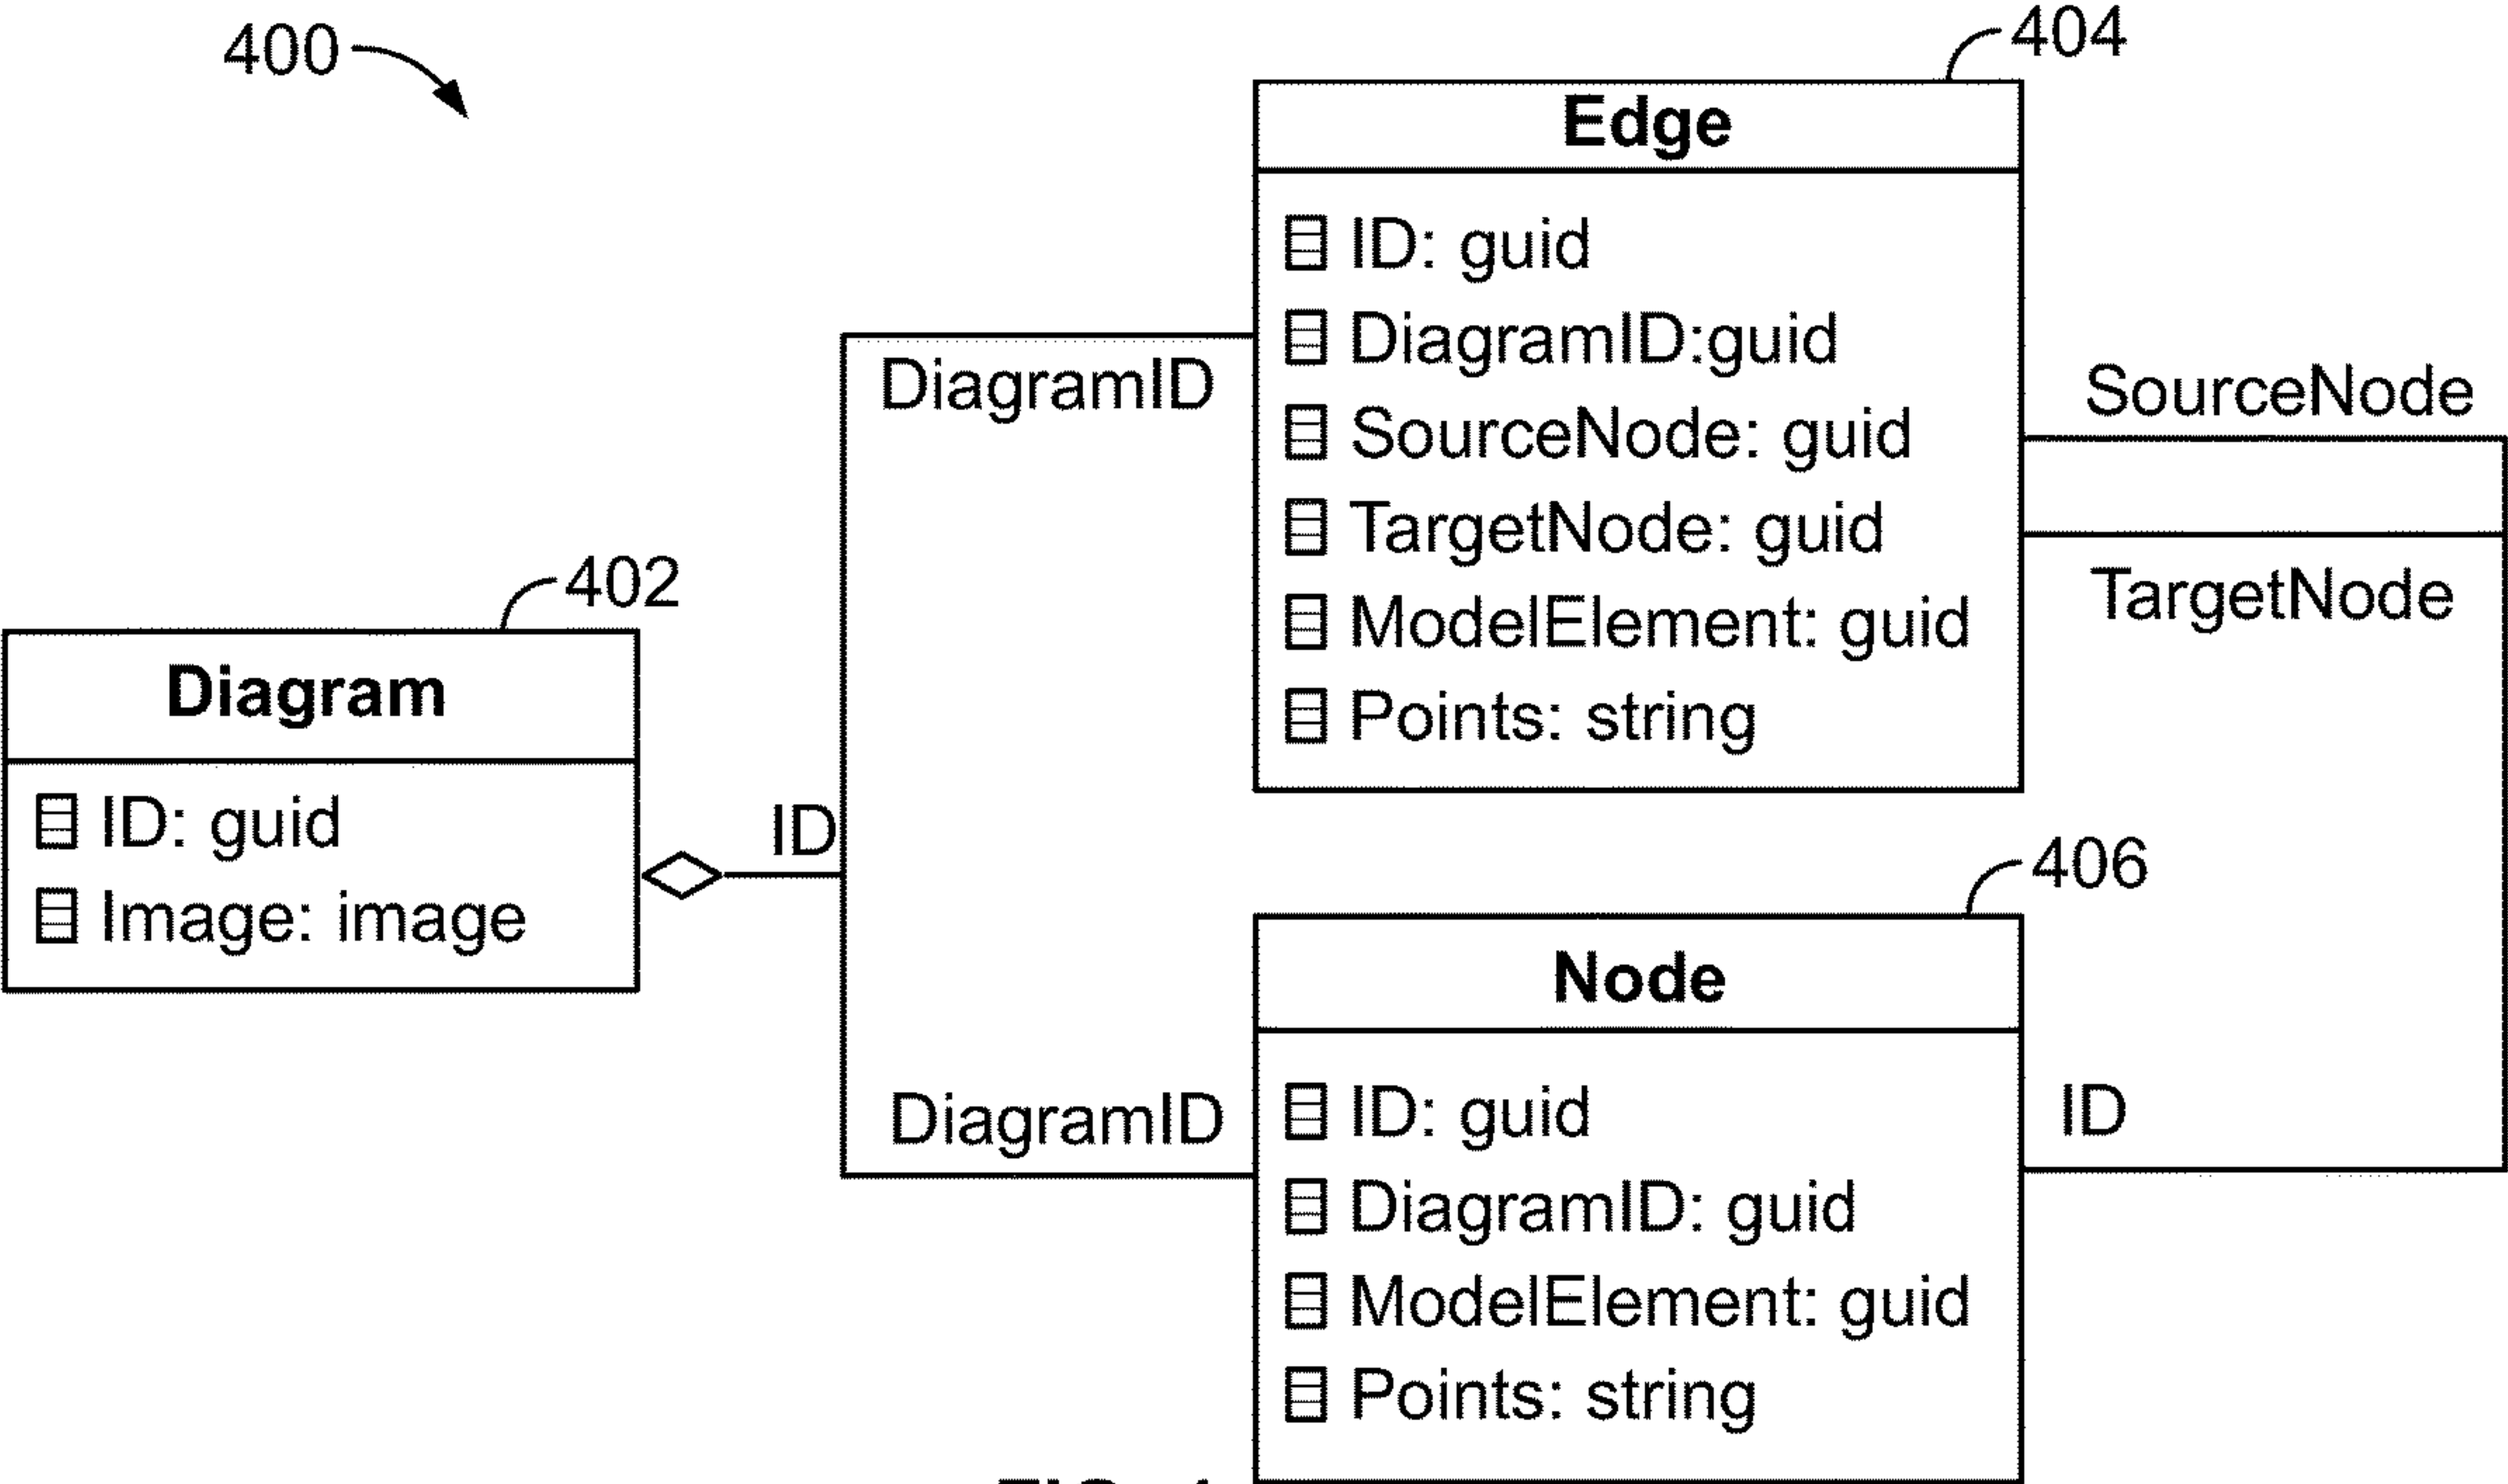 400
404
Edge
ID: guid
DiagramID:guid
SourceNode: guid
TargetNode: guid
ModelElement: guid
Points: string
DiagramID
SourceNode
TargetNode
402
Diagram
ID: guid
Image: image
ID
406
Node
ID: guid
DiagramID: guid
ModelElement: guid
Points: string
DiagramID
ID